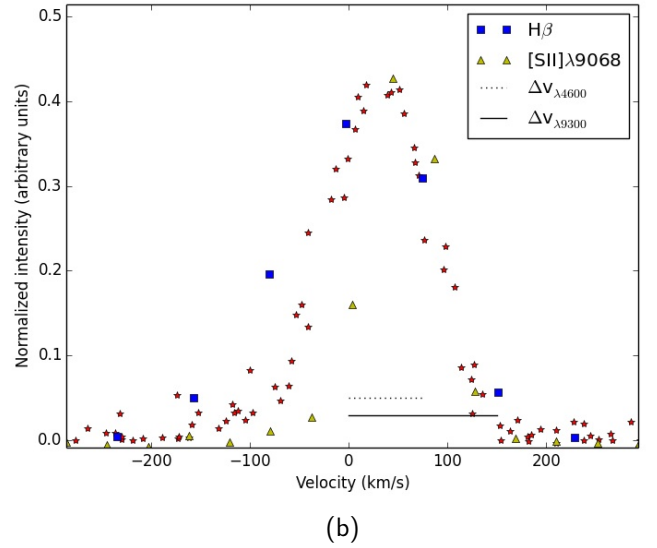 0.5
0.4
0.3
0.2
0.1
0.0
Normalized intensity (arbitrary units)
Hβ
[SII]λ9068
Δv_λ4600
Δv_λ9300
−200 −100 0 100 200
Velocity (km/s)
(b)